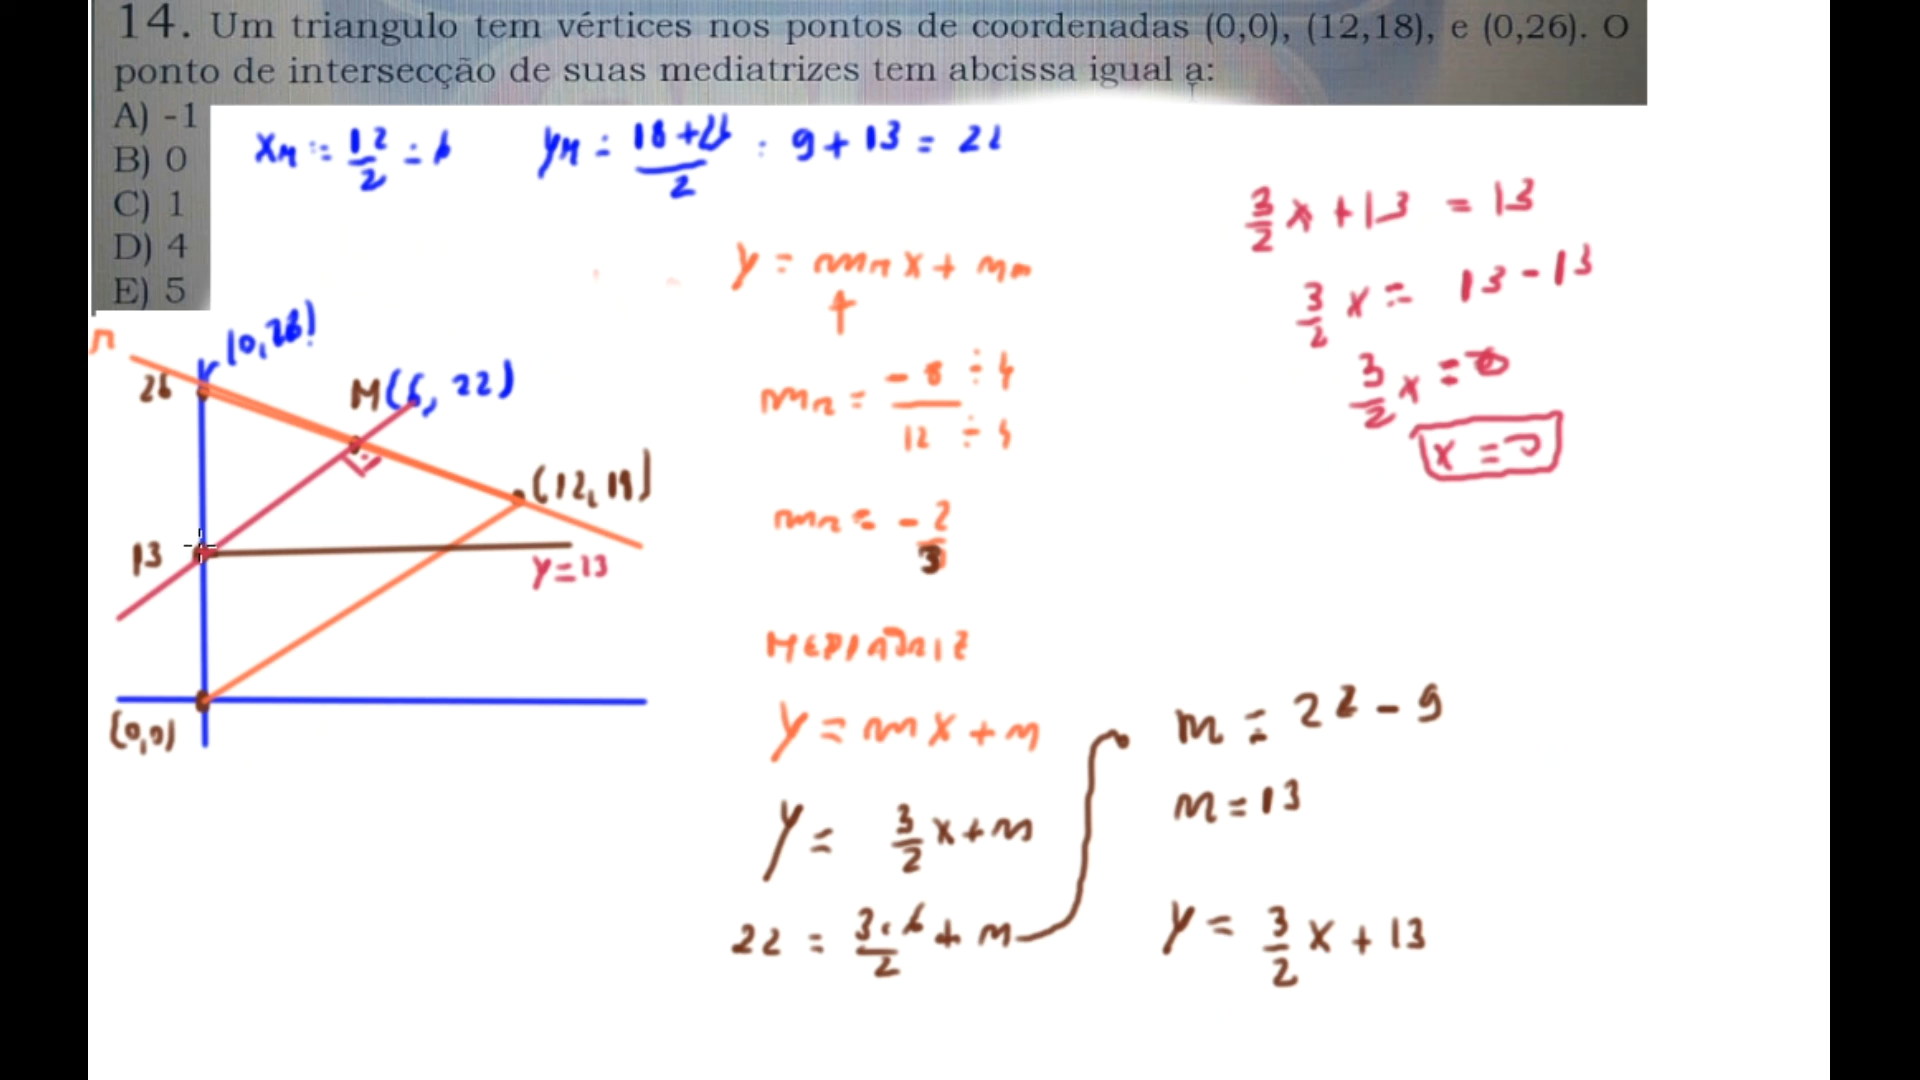 14. Um triangulo tem vértices nos pontos de coordenadas (0,0), (12,18), e (0,26). O
ponto de intersecção de suas mediatrizes tem abcissa igual a:
A) -1
B) 0
C) 1
D) 4
E) 5
xM = 12/2 = 6
yM = 18+26/2 = 9 + 13 = 22
r
(0,26)
26
M(6, 22)
(12,18)
13
y=13
(0,0)
y = mr x + nr
mr = -8 ÷4 / 12 ÷4
mr = - 2/3
MEDIATRIZ
y = m x + n
y = 3/2 x + n
22 = 3.6/2 + n
n = 22 - 9
n = 13
y = 3/2 x + 13
3/2 x + 13 = 13
3/2 x = 13 - 13
3/2 x = 0
x = 0